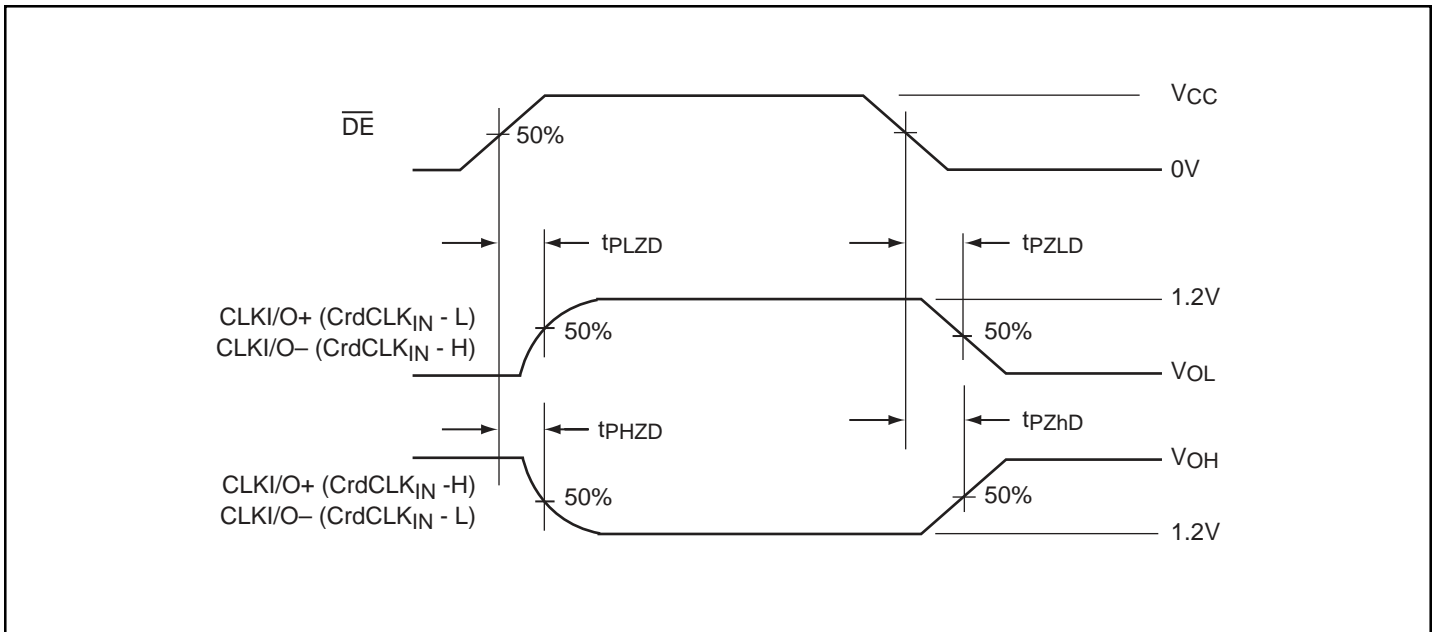 VCC
DE
50%
0V
tPLZD
tPZLD
1.2V
CLKI/O+ (CrdCLKIN - L)
50%
50%
CLKI/O– (CrdCLKIN - H)
VOL
tPHZD
tPZhD
VOH
CLKI/O+ (CrdCLKIN -H)
50%
50%
CLKI/O– (CrdCLKIN - L)
1.2V